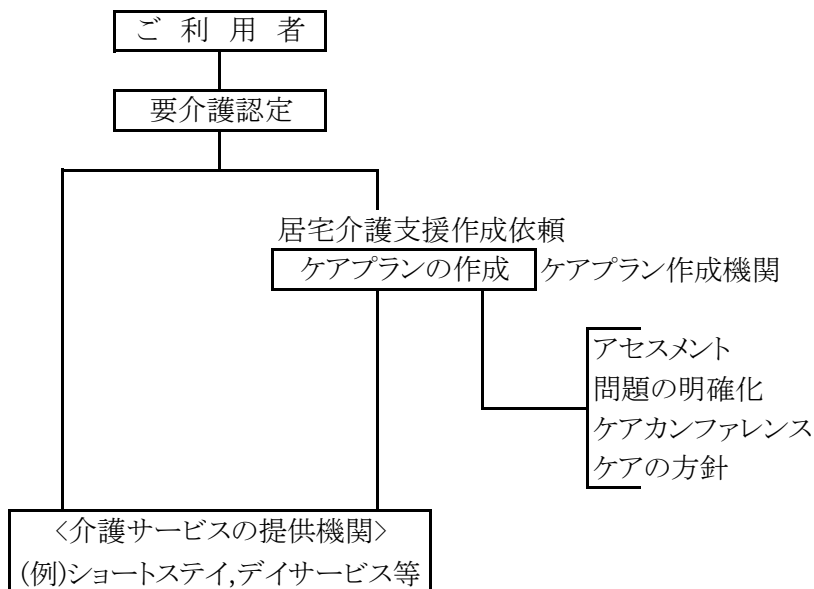 ご 利 用 者
要介護認定
居宅介護支援作成依頼
ケアプランの作成 ケアプラン作成機関
アセスメント
問題の明確化
ケアカンファレンス
ケアの方針
<介護サービスの提供機関>
(例)ショートステイ,デイサービス等